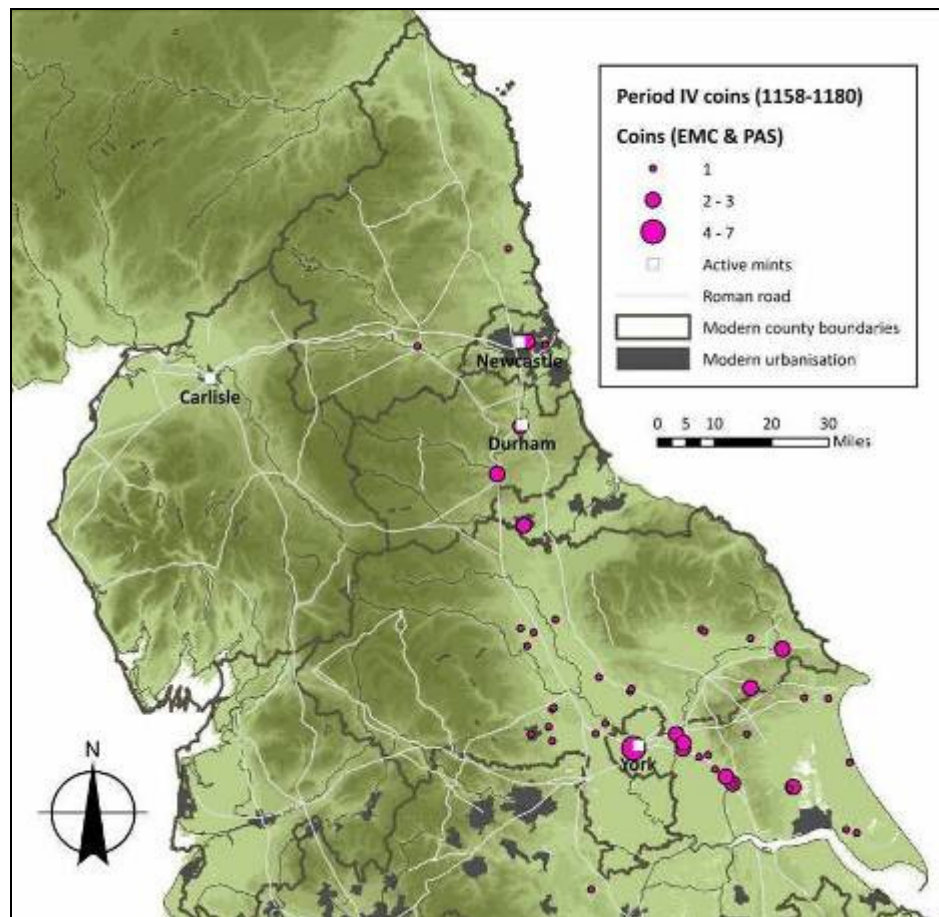 Period IV coins (1158-1180)
Coins (EMC & PAS)
1
2 - 3
4 - 7
Active mints
Roman road
Modern county boundaries
Modern urbanisation
0 5 10 20 30
Miles
Newcastle
Carlisle
Durham
York
N